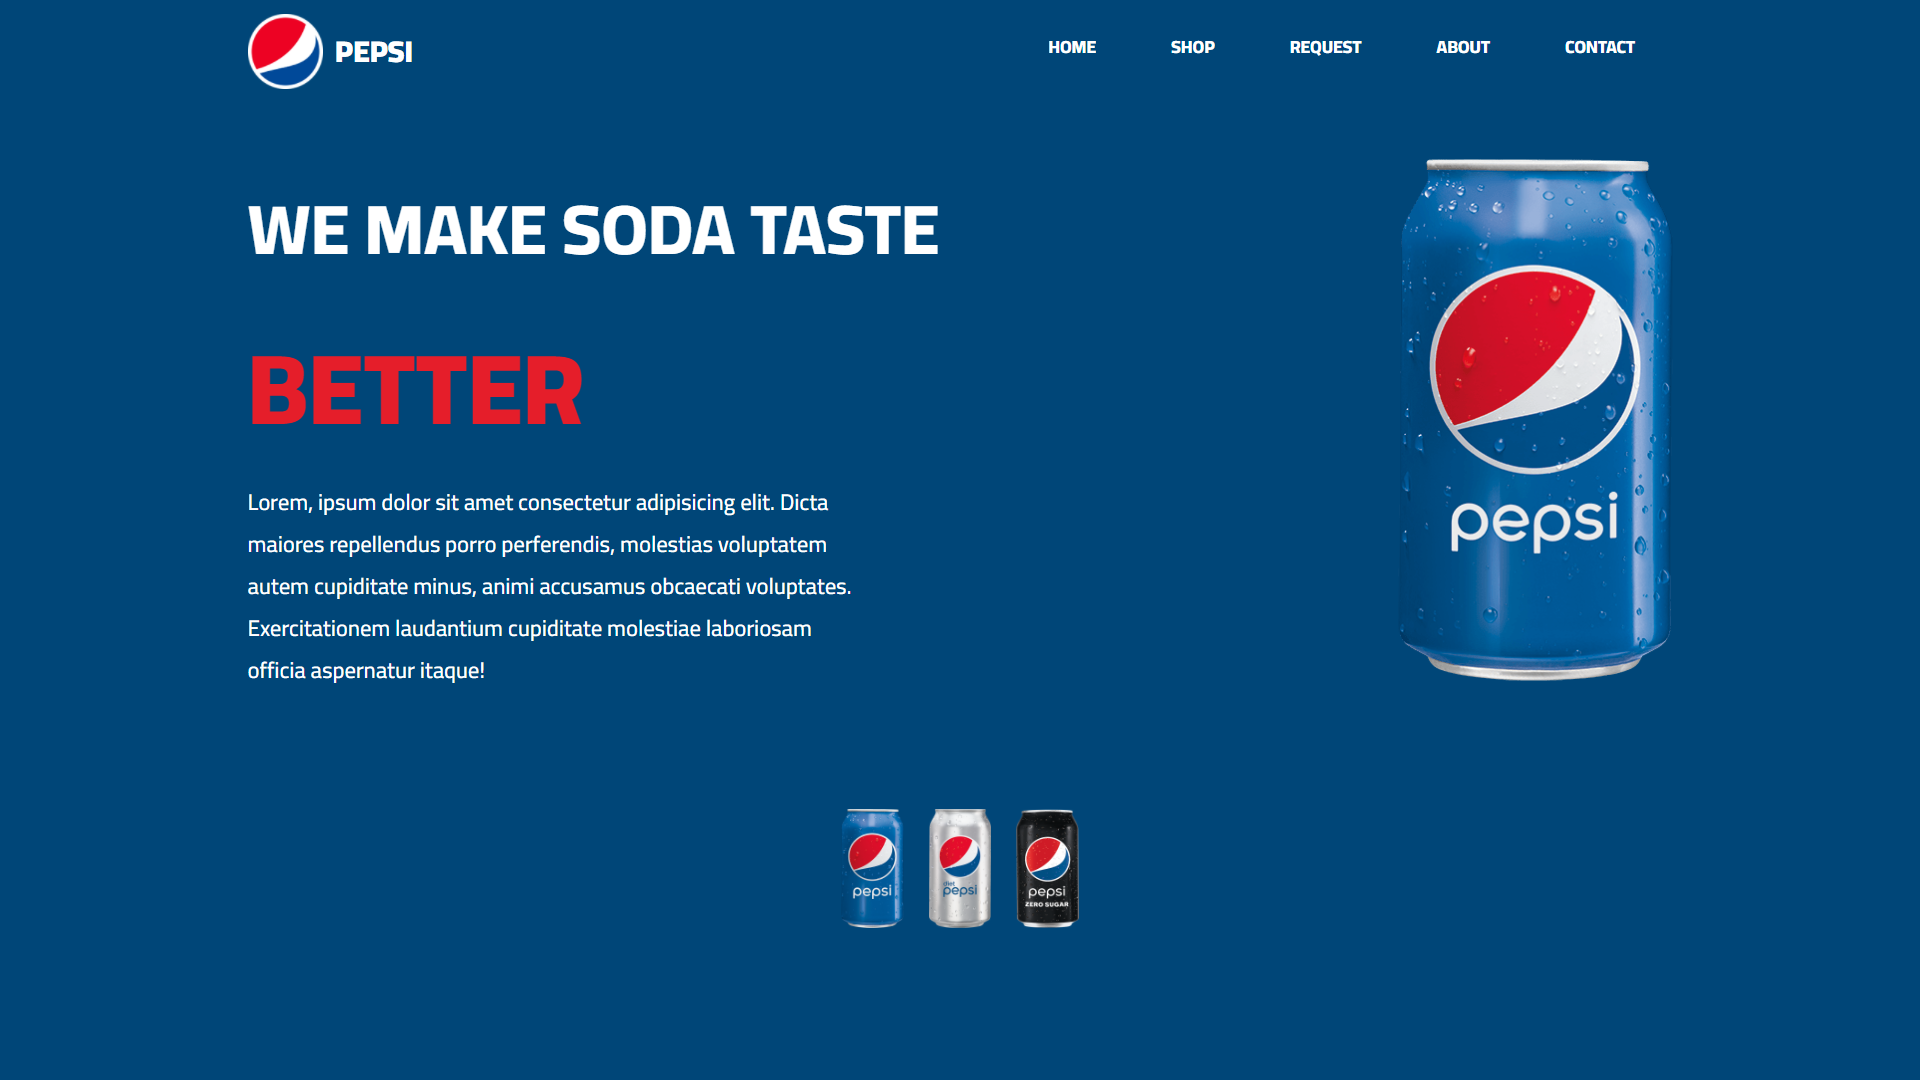 PEPSI
HOME SHOP REQUEST ABOUT CONTACT
WE MAKE SODA TASTE
BETTER
Lorem, ipsum dolor sit amet consectetur adipisicing elit. Dicta
maiores repellendus porro perferendis, molestias voluptatem
autem cupiditate minus, animi accusamus obcaecati voluptates.
Exercitationem laudantium cupiditate molestiae laboriosam
officia aspernatur itaque!
pepsi
pepsi
diet
pepsi
pepsi
ZERO SUGAR